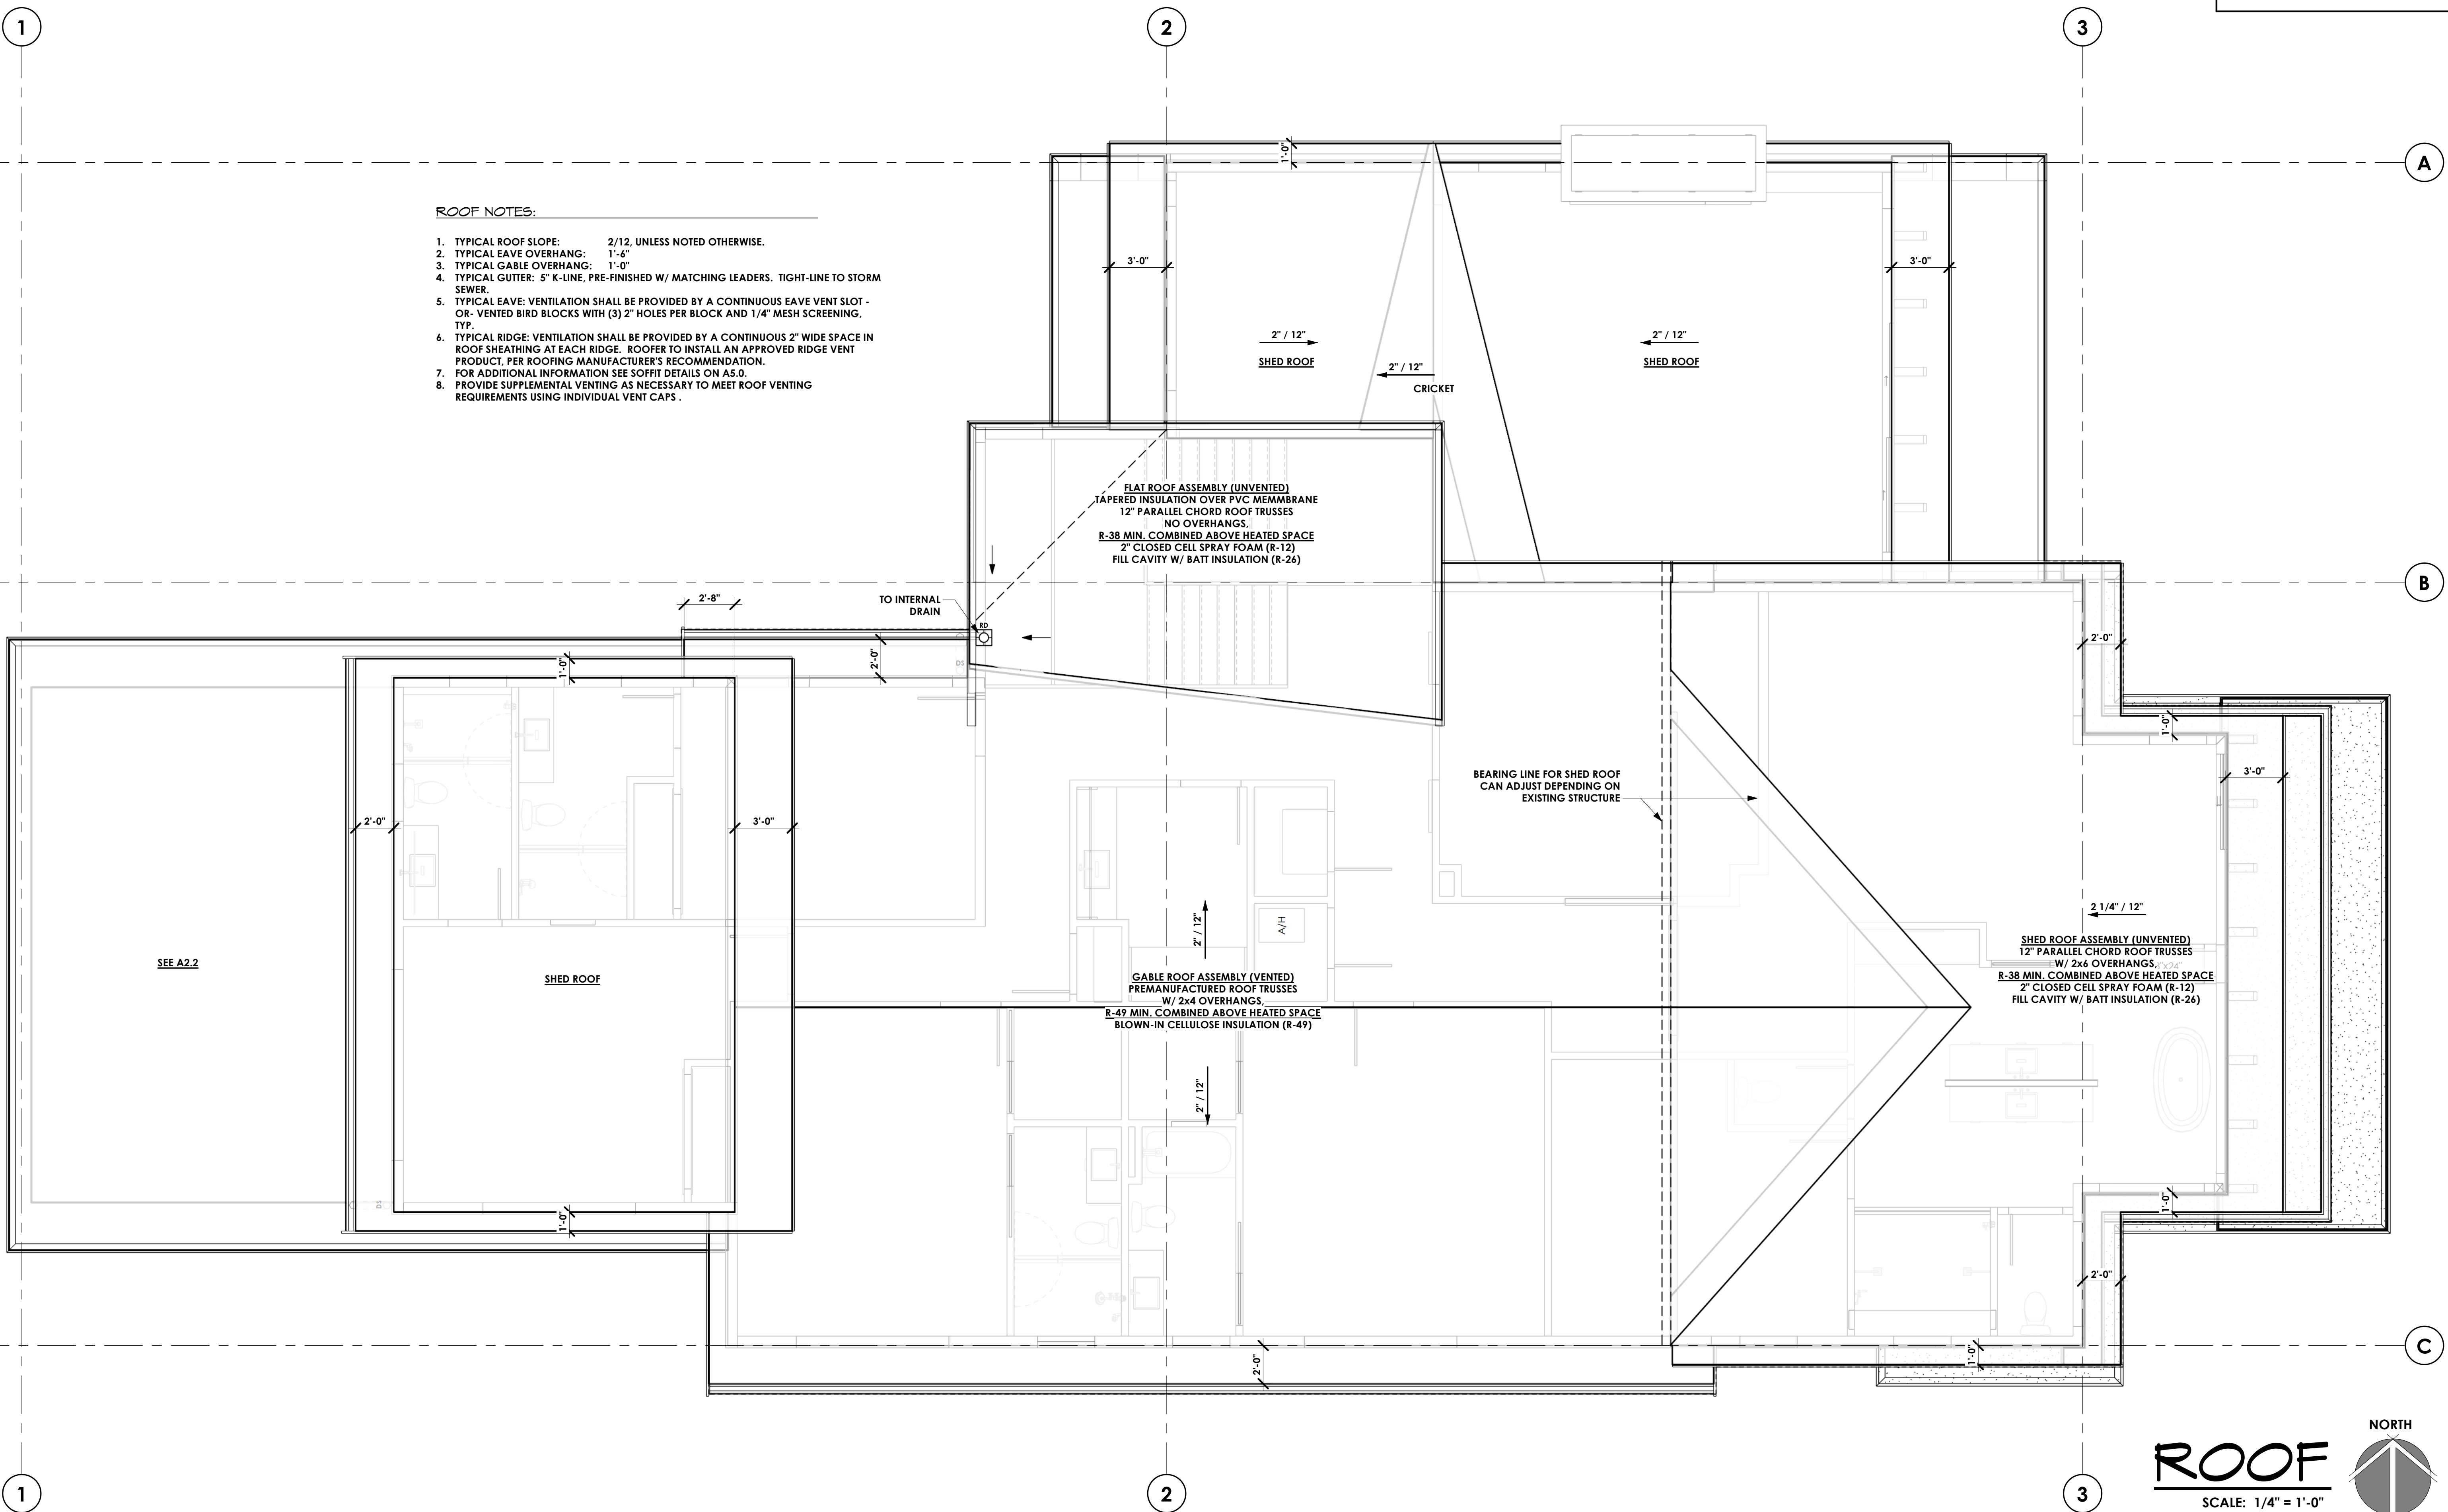 1
2
3
A
ROOF NOTES:
1. TYPICAL ROOF SLOPE: 2/12, UNLESS NOTED OTHERWISE.
2. TYPICAL EAVE OVERHANG: 1'-6"
3. TYPICAL GABLE OVERHANG: 1'-0"
4. TYPICAL GUTTER: 5" K-LINE, PRE-FINISHED W/ MATCHING LEADERS. TIGHT-LINE TO STORM
SEWER.
5. TYPICAL EAVE: VENTILATION SHALL BE PROVIDED BY A CONTINUOUS EAVE VENT SLOT -
OR- VENTED BIRD BLOCKS WITH (3) 2" HOLES PER BLOCK AND 1/4" MESH SCREENING,
TYP.
6. TYPICAL RIDGE: VENTILATION SHALL BE PROVIDED BY A CONTINUOUS 2" WIDE SPACE IN
ROOF SHEATHING AT EACH RIDGE. ROOFER TO INSTALL AN APPROVED RIDGE VENT
PRODUCT, PER ROOFING MANUFACTURER'S RECOMMENDATION.
7. FOR ADDITIONAL INFORMATION SEE SOFFIT DETAILS ON A5.0.
8. PROVIDE SUPPLEMENTAL VENTING AS NECESSARY TO MEET ROOF VENTING
REQUIREMENTS USING INDIVIDUAL VENT CAPS .
1'-0"
3'-0"
3'-0"
2" / 12"
SHED ROOF
2" / 12"
SHED ROOF
2" / 12"
CRICKET
FLAT ROOF ASSEMBLY (UNVENTED)
TAPERED INSULATION OVER PVC MEMMBRANE
12" PARALLEL CHORD ROOF TRUSSES
NO OVERHANGS,
R-38 MIN. COMBINED ABOVE HEATED SPACE
2" CLOSED CELL SPRAY FOAM (R-12)
FILL CAVITY W/ BATT INSULATION (R-26)
B
TO INTERNAL
DRAIN
RD
DS
2'-8"
2'-0"
1'-0"
2'-0"
1'-0"
3'-0"
BEARING LINE FOR SHED ROOF
CAN ADJUST DEPENDING ON
EXISTING STRUCTURE
2'-0"
3'-0"
A/H
2" / 12"
2 1/4" / 12"
SHED ROOF ASSEMBLY (UNVENTED)
12" PARALLEL CHORD ROOF TRUSSES
W/ 2x6 OVERHANGS,
R-38 MIN. COMBINED ABOVE HEATED SPACE
2" CLOSED CELL SPRAY FOAM (R-12)
FILL CAVITY W/ BATT INSULATION (R-26)
SEE A2.2
SHED ROOF
GABLE ROOF ASSEMBLY (VENTED)
PREMANUFACTURED ROOF TRUSSES
W/ 2x4 OVERHANGS,
R-49 MIN. COMBINED ABOVE HEATED SPACE
BLOWN-IN CELLULOSE INSULATION (R-49)
2" / 12"
DS
1'-0"
1'-0"
2'-0"
2'-0"
1'-0"
C
NORTH
ROOF
SCALE: 1/4" = 1'-0"
1
2
3